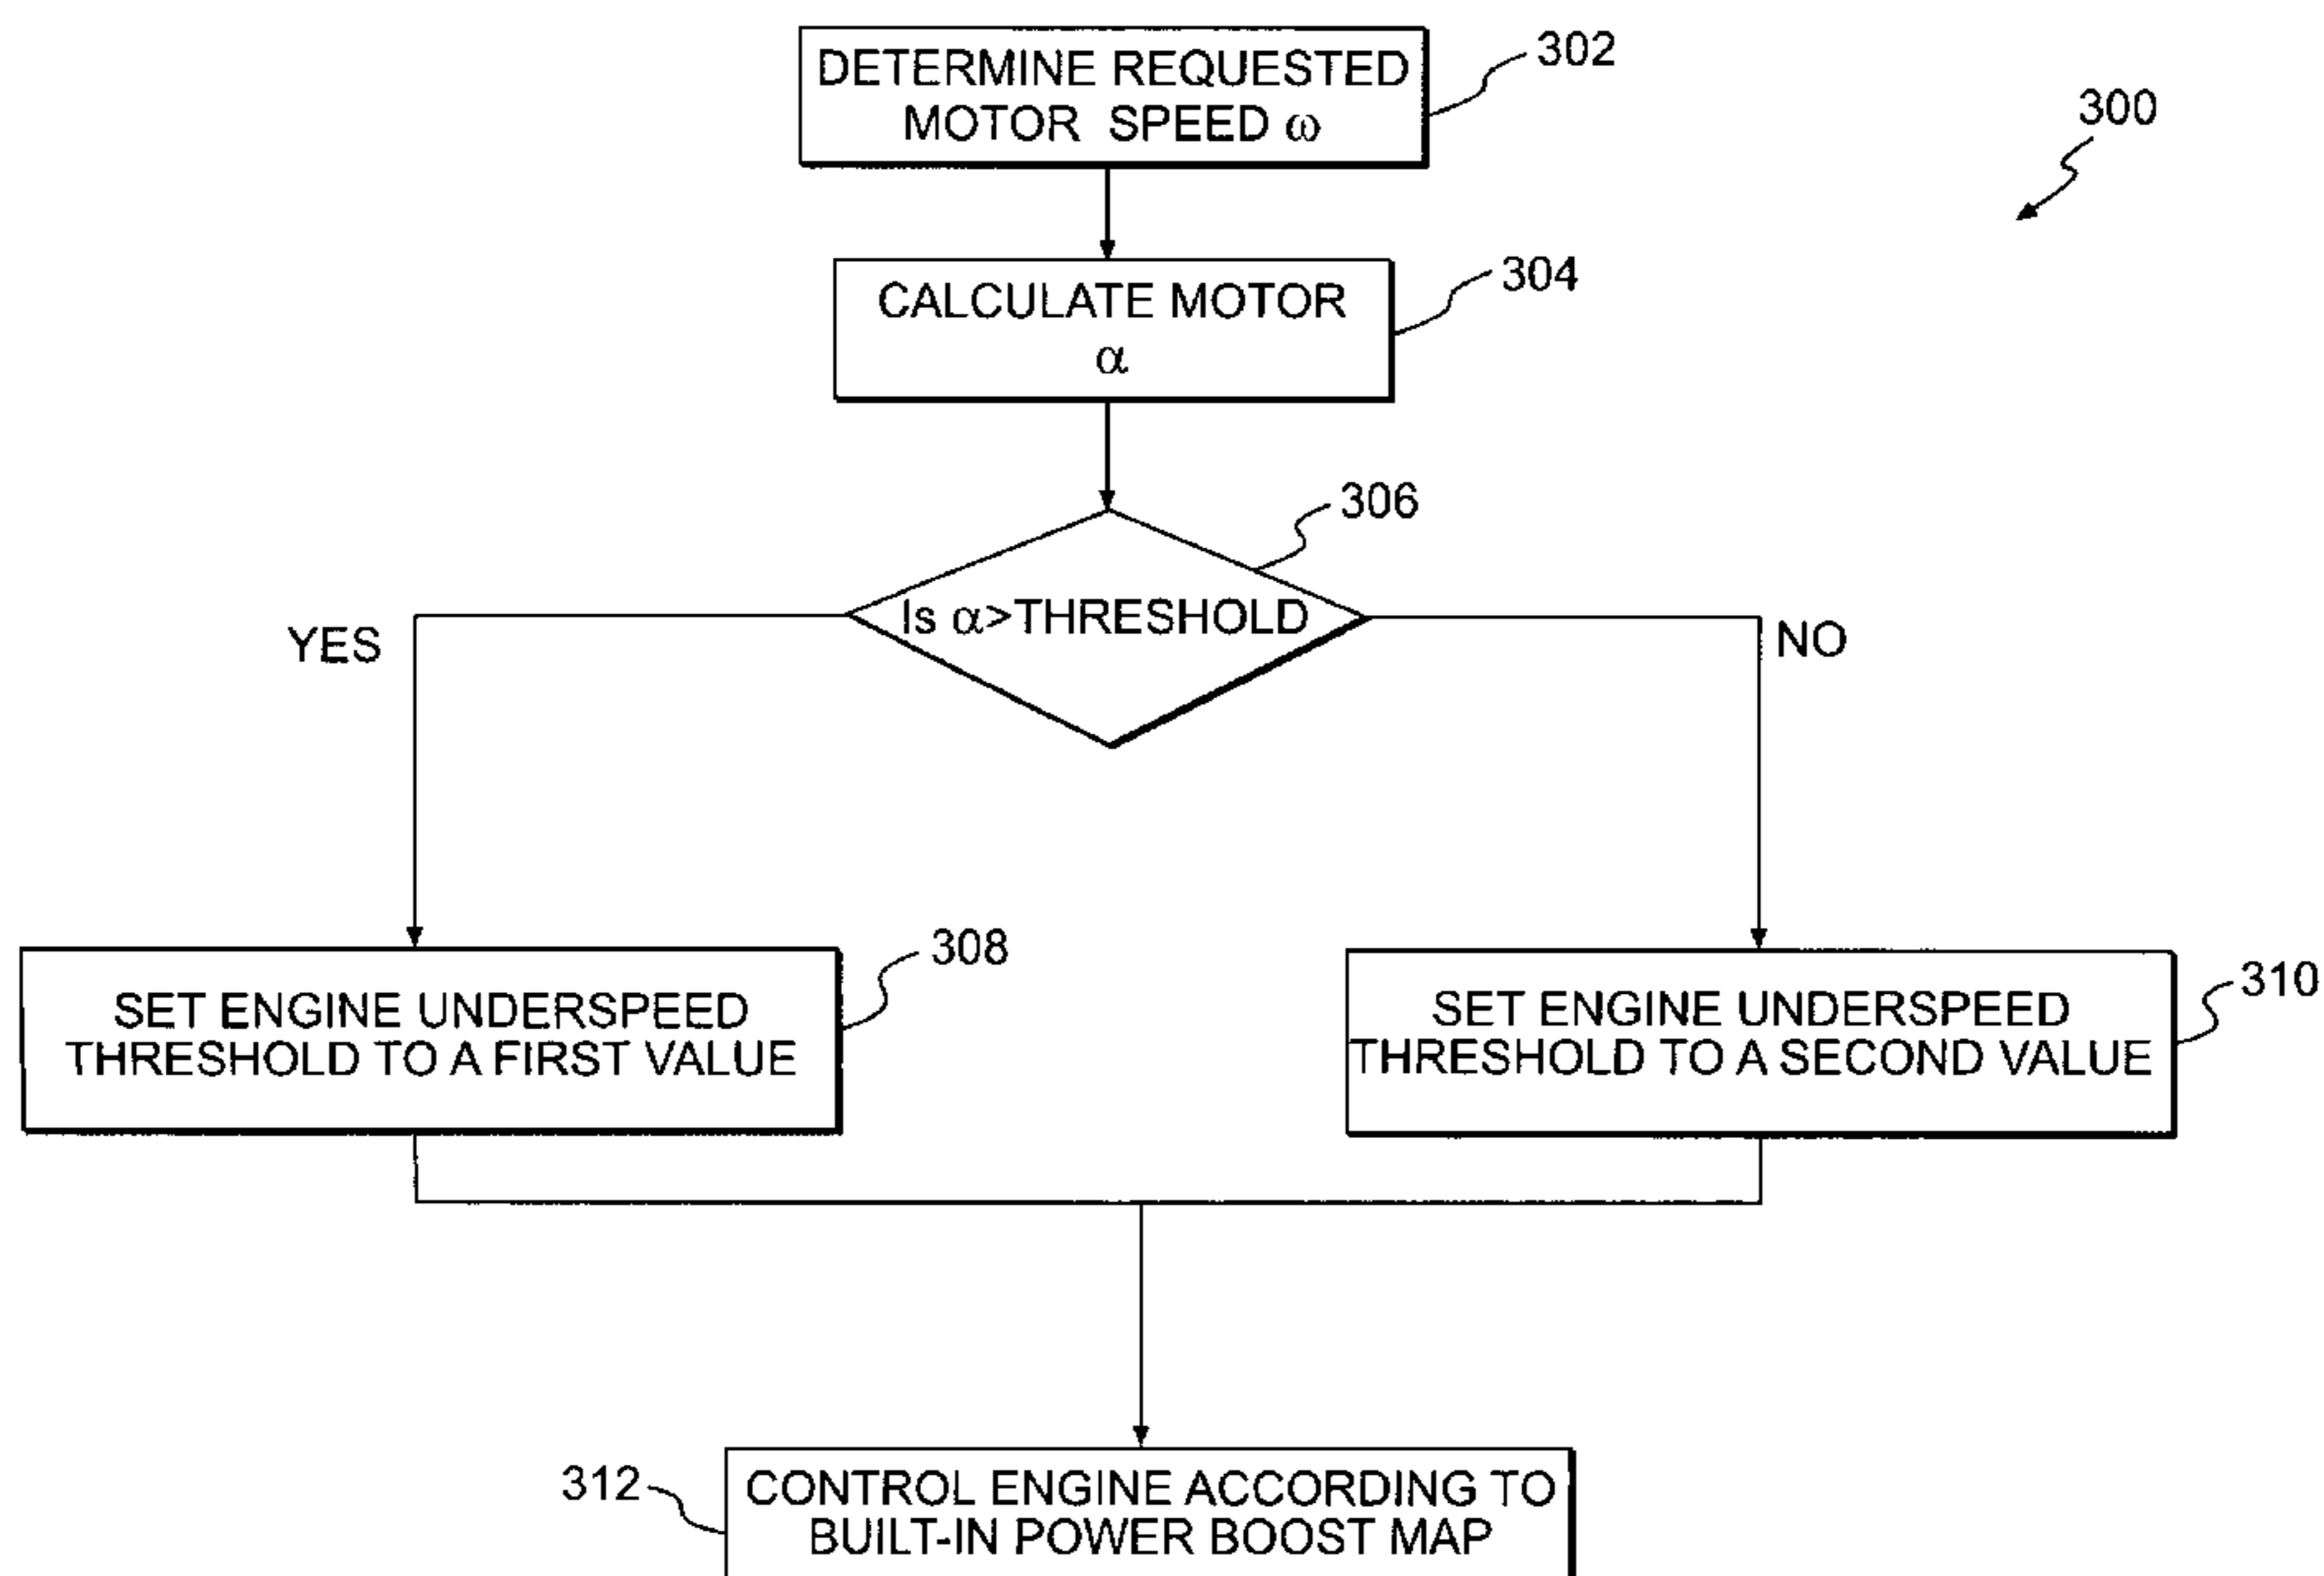 DETERMINE REQUESTED
MOTOR SPEED ω
302
300
CALCULATE MOTOR
α
304
306
Is α>THRESHOLD
YES
NO
308
SET ENGINE UNDERSPEED
THRESHOLD TO A FIRST VALUE
310
SET ENGINE UNDERSPEED
THRESHOLD TO A SECOND VALUE
312
CONTROL ENGINE ACCORDING TO
BUILT-IN POWER BOOST MAP